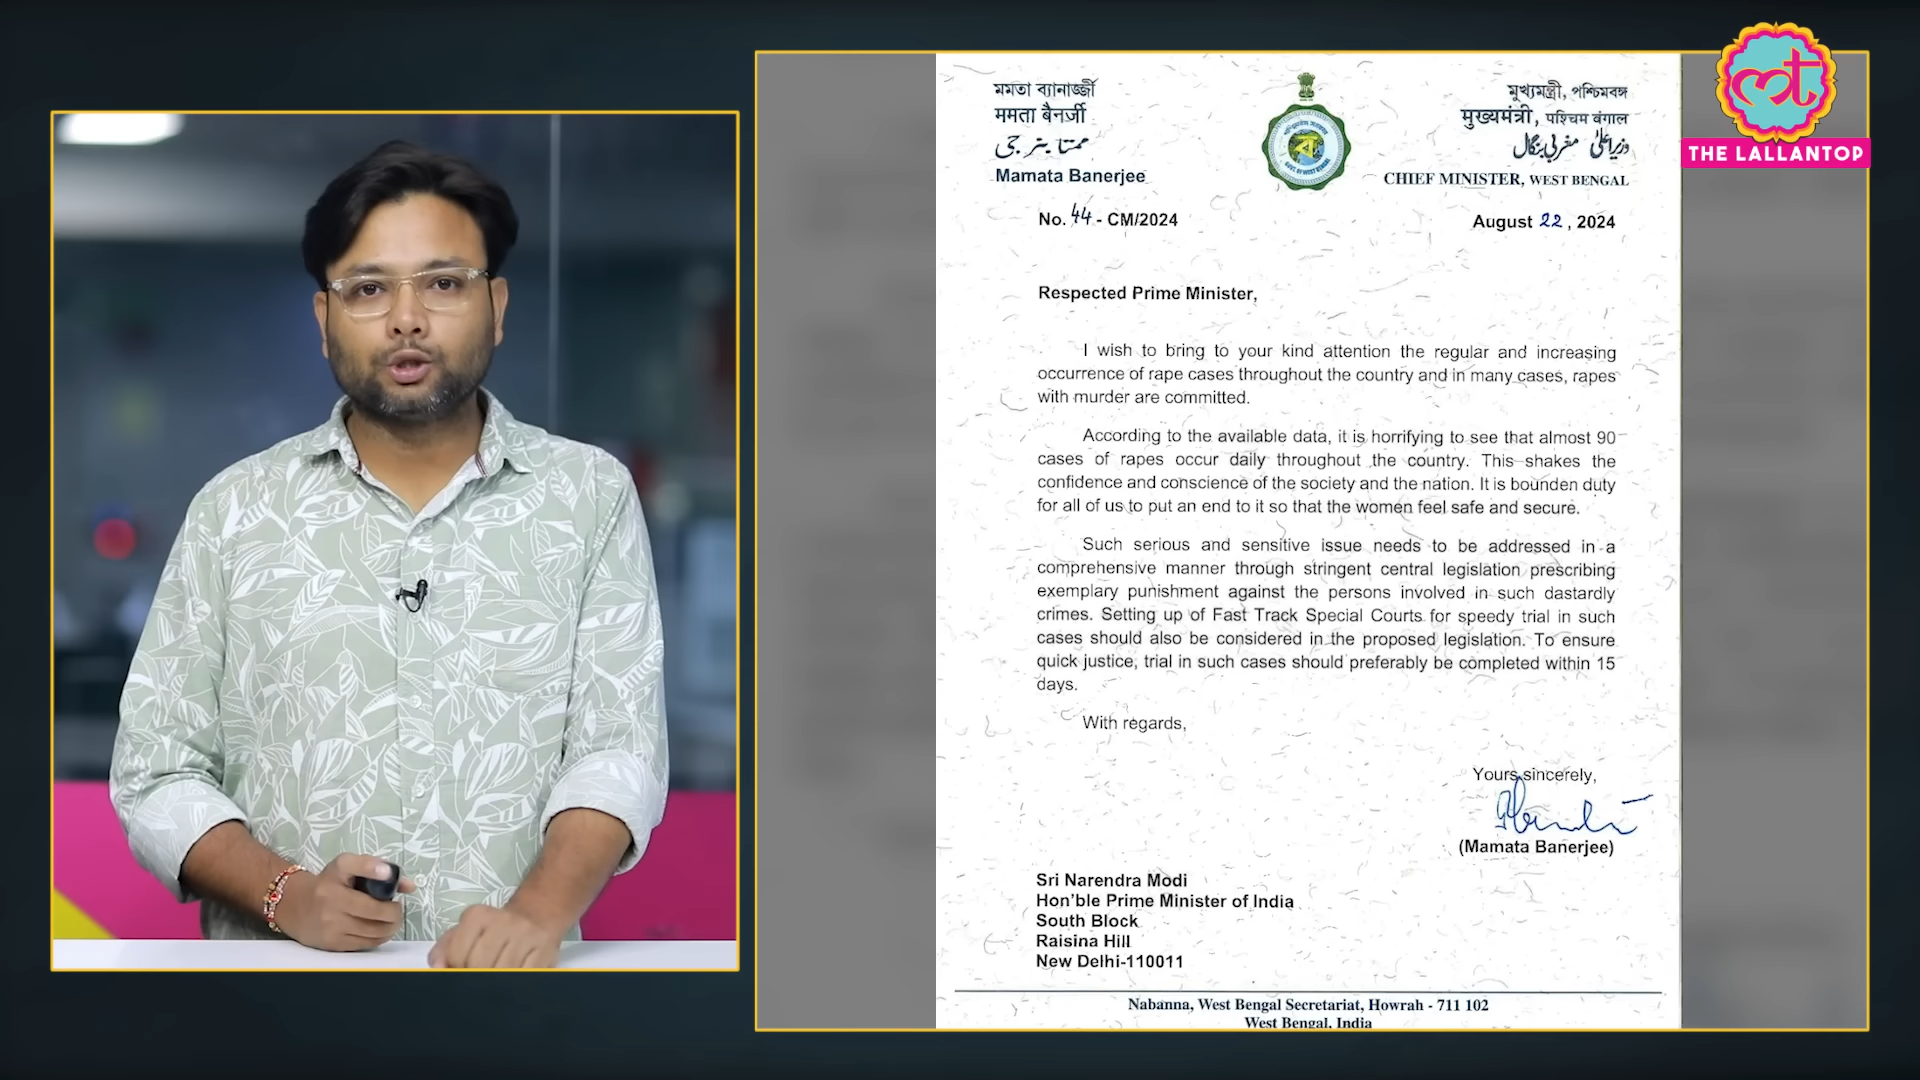 THE LALLANTOP
মমতা ব্যানার্জ্জী
ममता बैनर्जी
ممتا بنرجی
Mamata Banerjee
মুখ্যমন্ত্রী, পশ্চিমবঙ্গ
मुख्यमंत्री, पश्चिम बंगाल
وزیراعلیٰ مغربی بنگال
CHIEF MINISTER, WEST BENGAL
No. 44 - CM/2024
August 22, 2024
Respected Prime Minister,
I wish to bring to your kind attention the regular and increasing
occurrence of rape cases throughout the country and in many cases, rapes
with murder are committed.
According to the available data, it is horrifying to see that almost 90
cases of rapes occur daily throughout the country. This shakes the
confidence and conscience of the society and the nation. It is bounden duty
for all of us to put an end to it so that the women feel safe and secure.
Such serious and sensitive issue needs to be addressed in a
comprehensive manner through stringent central legislation prescribing
exemplary punishment against the persons involved in such dastardly
crimes. Setting up of Fast Track Special Courts for speedy trial in such
cases should also be considered in the proposed legislation. To ensure
quick justice, trial in such cases should preferably be completed within 15
days.
With regards,
Yours sincerely,
(Mamata Banerjee)
Sri Narendra Modi
Hon'ble Prime Minister of India
South Block
Raisina Hill
New Delhi-110011
Nabanna, West Bengal Secretariat, Howrah - 711 102
West Bengal, India